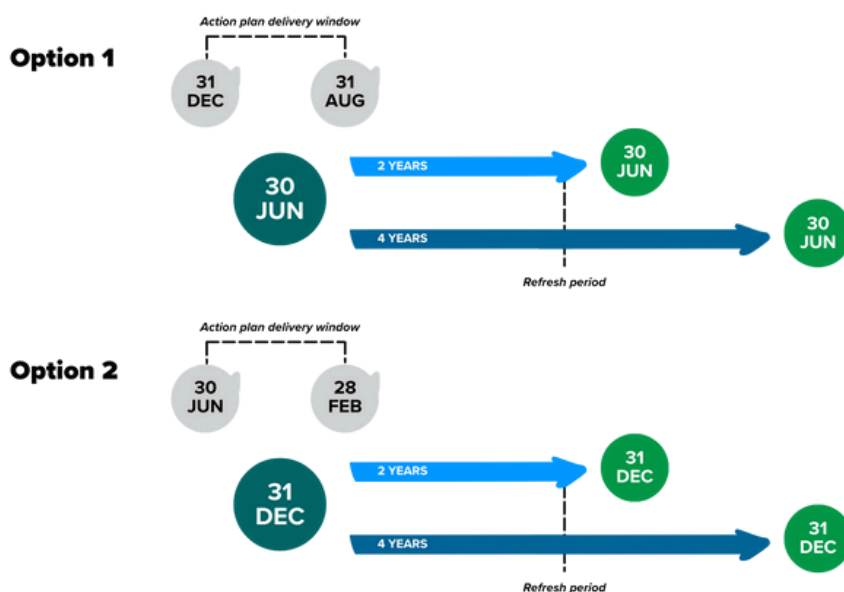 Action plan delivery window
Option 1
31
DEC
31
AUG
30
JUN
2 YEARS
30
JUN
4 YEARS
30
JUN
Refresh period
Action plan delivery window
Option 2
30
JUN
28
FEB
31
DEC
2 YEARS
31
DEC
4 YEARS
31
DEC
Refresh period